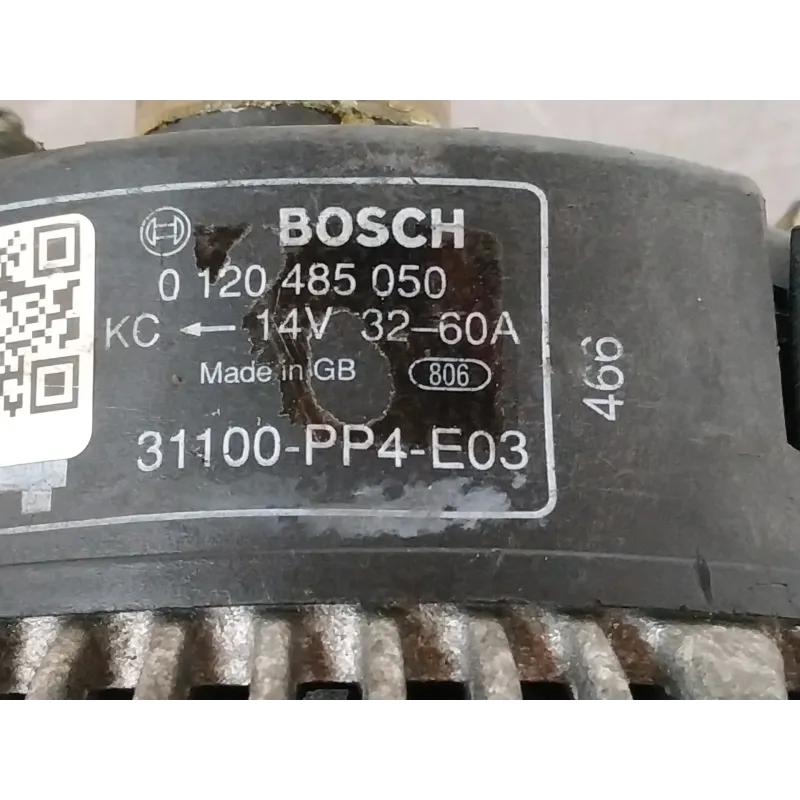 BOSCH
0 120 485 050
KC ← 14V 32-60A
Made in GB 806
31100-PP4-E03
466